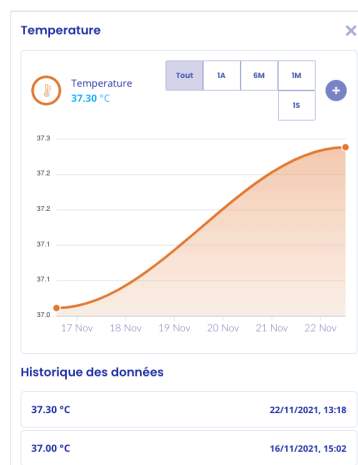 Temperature
Temperature
37.30 °C
Tout 1A 6M 1M
1S
37.3
37.2
37.2
37.1
37.1
37.0
17 Nov 18 Nov 19 Nov 20 Nov 21 Nov 22 Nov
Historique des données
37.30 °C 22/11/2021, 13:18
37.00 °C 16/11/2021, 15:02